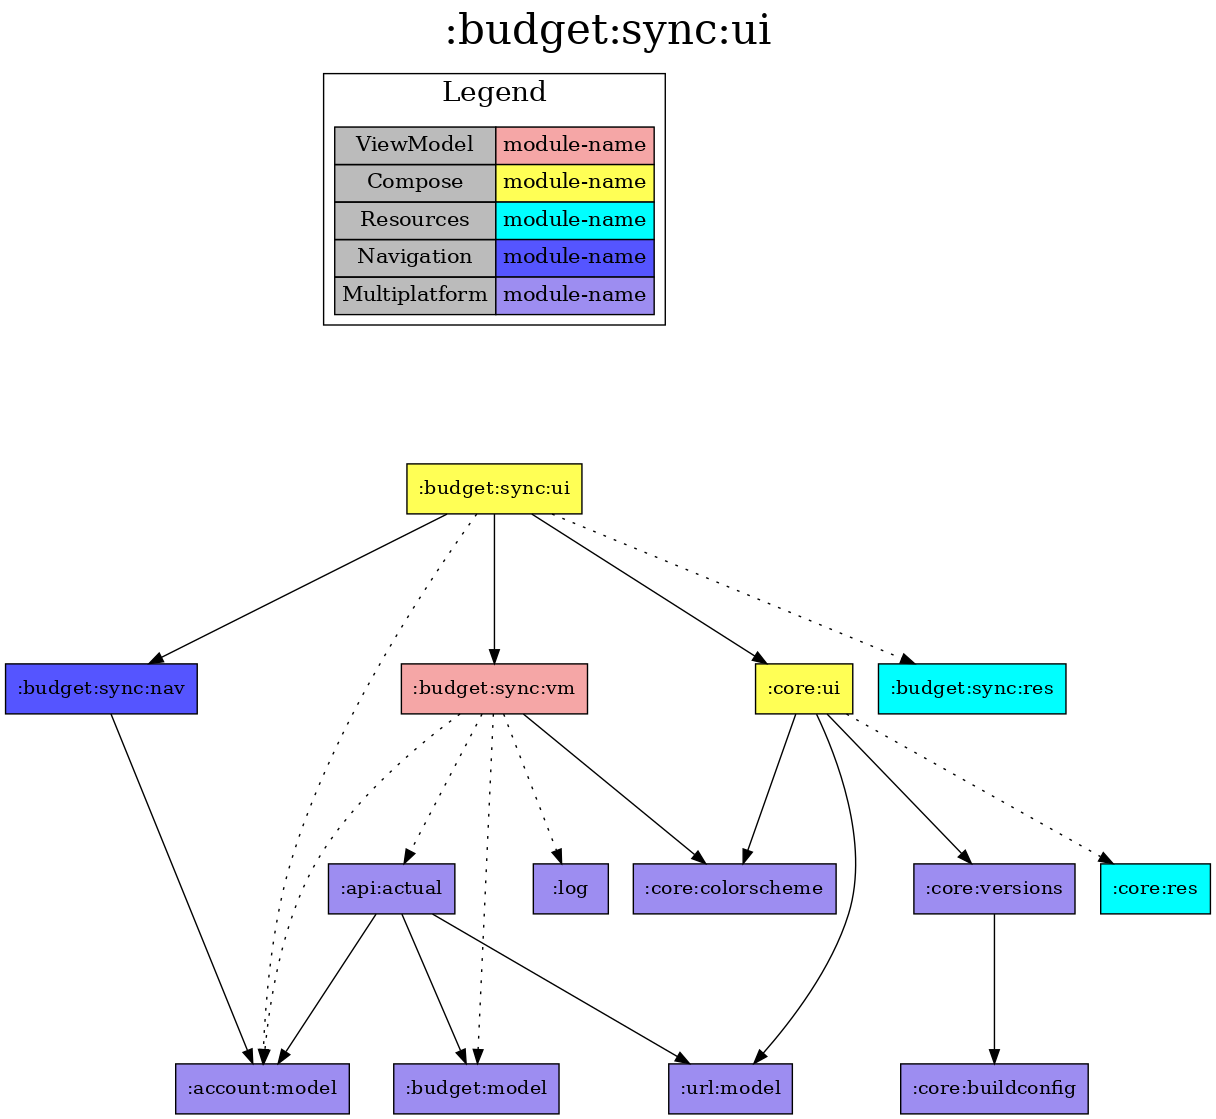 :budget:sync:ui
Legend
ViewModel module-name
Compose module-name
Resources module-name
Navigation module-name
Multiplatform module-name
:budget:sync:ui
:budget:sync:nav
:budget:sync:vm
:core:ui
:budget:sync:res
:api:actual
:log
:core:colorscheme
:core:versions
:core:res
:account:model
:budget:model
:url:model
:core:buildconfig